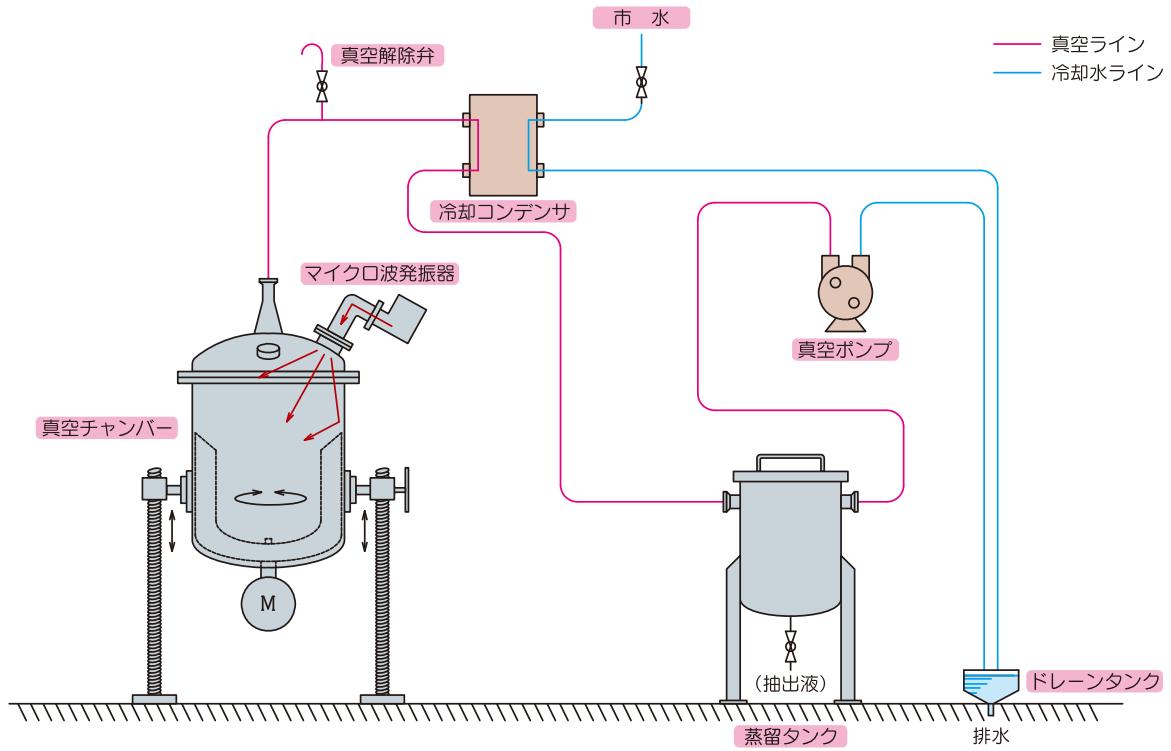 市 水
真空解除弁
真空ライン
冷却水ライン
冷却コンデンサ
マイクロ波発振器
真空ポンプ
真空チャンバー
M
(抽出液)
ドレーンタンク
蒸留タンク
排水